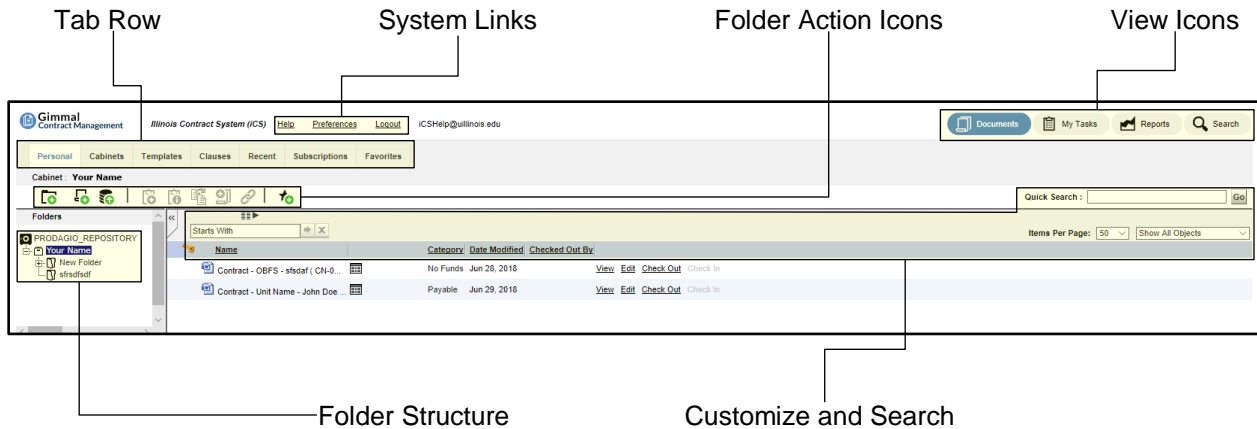 Tab Row System Links Folder Action Icons View Icons
Gimmal
Contract Management Illinois Contract System (iCS) Help Preferences Logout iCSHelp@uillinois.edu Documents My Tasks Reports Search
Personal Cabinets Templates Clauses Recent Subscriptions Favorites
Cabinet : Your Name
Quick Search : Go
Folders
Starts With X Items Per Page: 50 Show All Objects
PRODAGIO_REPOSITORY
Your Name Name Category Date Modified Checked Out By
New Folder Contract - OBFS - sfsdaf ( CN-0... No Funds Jun 28, 2018 View Edit Check Out Check In
sfrsdfsdf
Contract - Unit Name - John Doe ... Payable Jun 29, 2018 View Edit Check Out Check In
Folder Structure Customize and Search